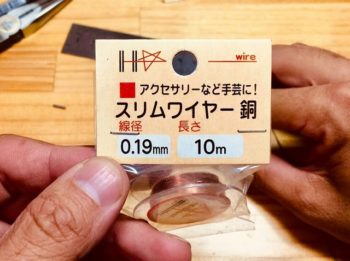 wire
アクセサリーなど手芸に！
スリムワイヤー 銅
線径 長さ
0.19mm 10m